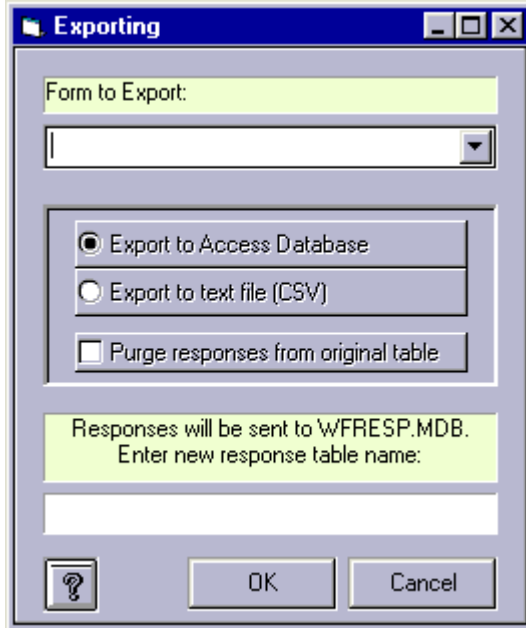 Exporting
Form to Export:
Export to Access Database
Export to text file (CSV)
Purge responses from original table
Responses will be sent to WFRESP.MDB.
Enter new response table name:
?
OK
Cancel